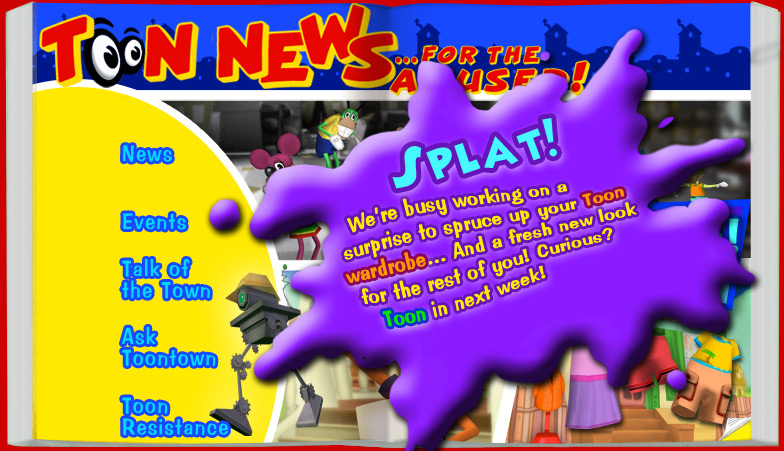 TOON NEWS
...FOR THE
AMUSED!
News
Events
Talk of
the Town
Ask
Toontown
Toon
Resistance
SPLAT!
We're busy working on a
surprise to spruce up your Toon
wardrobe... And a fresh new look
for the rest of you! Curious?
Toon in next week!